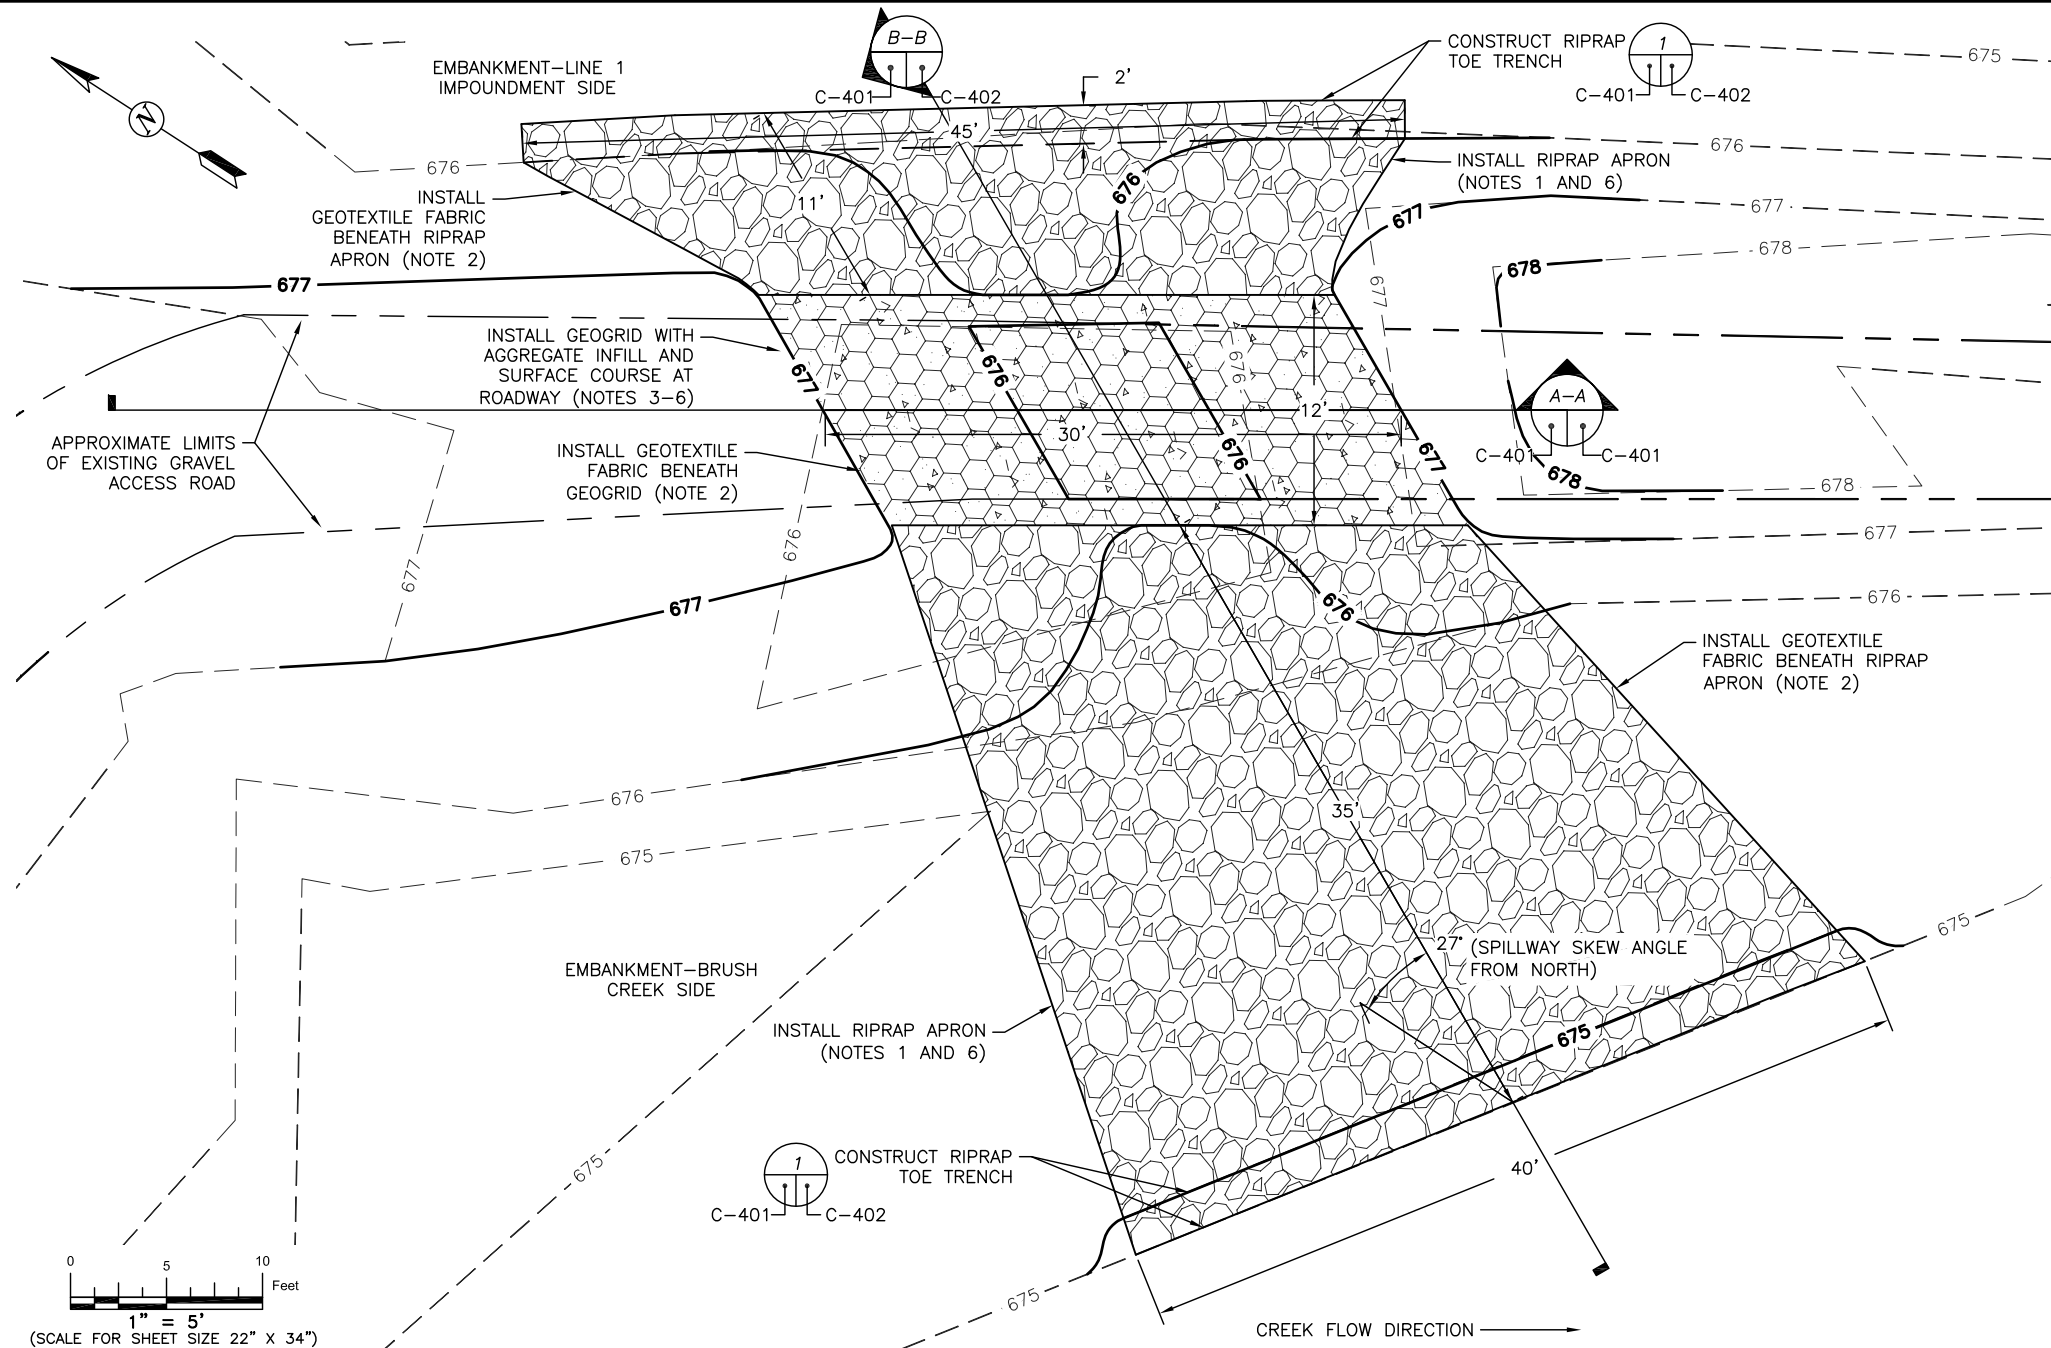 B-B
C-401
C-402
EMBANKMENT-LINE 1
IMPOUNDMENT SIDE
2'
CONSTRUCT RIPRAP
TOE TRENCH
1
C-401
C-402
675
N
45'
676
676
INSTALL RIPRAP APRON
(NOTES 1 AND 6)
INSTALL
GEOTEXTILE FABRIC
BENEATH RIPRAP
APRON (NOTE 2)
11'
676
677
677
678
677
678
677
INSTALL GEOGRID WITH
AGGREGATE INFILL AND
SURFACE COURSE AT
ROADWAY (NOTES 3-6)
677
676
676
A-A
C-401
C-401
12'
30'
APPROXIMATE LIMITS
OF EXISTING GRAVEL
ACCESS ROAD
INSTALL GEOTEXTILE
FABRIC BENEATH
GEOGRID (NOTE 2)
676
677
678
678
676
677
677
677
676
676
INSTALL GEOTEXTILE
FABRIC BENEATH RIPRAP
APRON (NOTE 2)
676
675
35'
27° (SPILLWAY SKEW ANGLE
FROM NORTH)
675
EMBANKMENT-BRUSH
CREEK SIDE
INSTALL RIPRAP APRON
(NOTES 1 AND 6)
675
1
C-401
C-402
CONSTRUCT RIPRAP
TOE TRENCH
675
40'
675
0 5 10
Feet
1" = 5'
(SCALE FOR SHEET SIZE 22" X 34")
CREEK FLOW DIRECTION